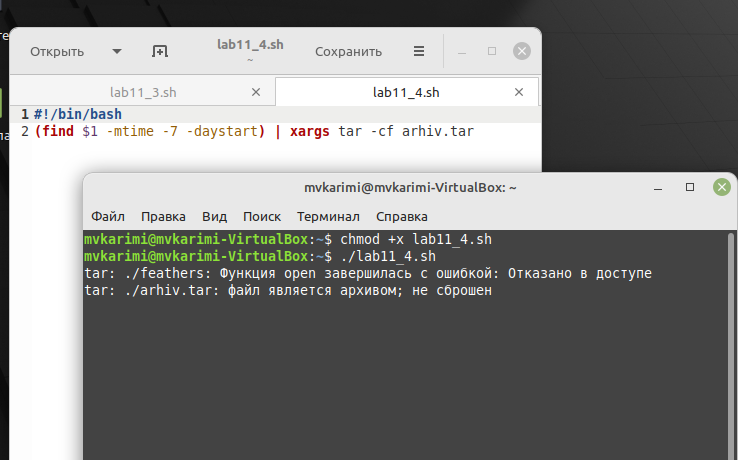 Открыть
lab11_4.sh
~
Сохранить
lab11_3.sh
lab11_4.sh
1 #!/bin/bash
2 (find $1 -mtime -7 -daystart) | xargs tar -cf arhiv.tar
mvkarimi@mvkarimi-VirtualBox: ~
Файл Правка Вид Поиск Терминал Справка
mvkarimi@mvkarimi-VirtualBox:~$ chmod +x lab11_4.sh
mvkarimi@mvkarimi-VirtualBox:~$ ./lab11_4.sh
tar: ./feathers: Функция open завершилась с ошибкой: Отказано в доступе
tar: ./arhiv.tar: файл является архивом; не сброшен